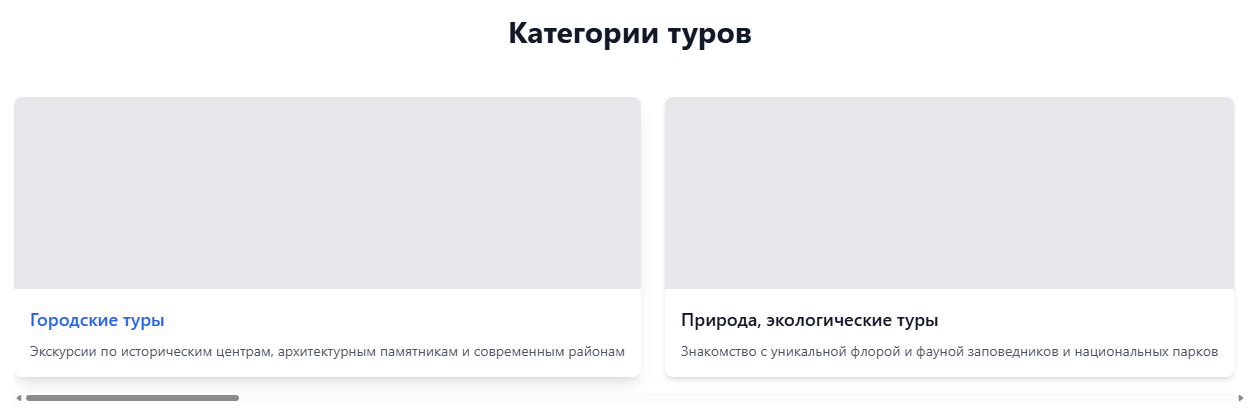 Категории туров
Городские туры
Экскурсии по историческим центрам, архитектурным памятникам и современным районам
Природа, экологические туры
Знакомство с уникальной флорой и фауной заповедников и национальных парков